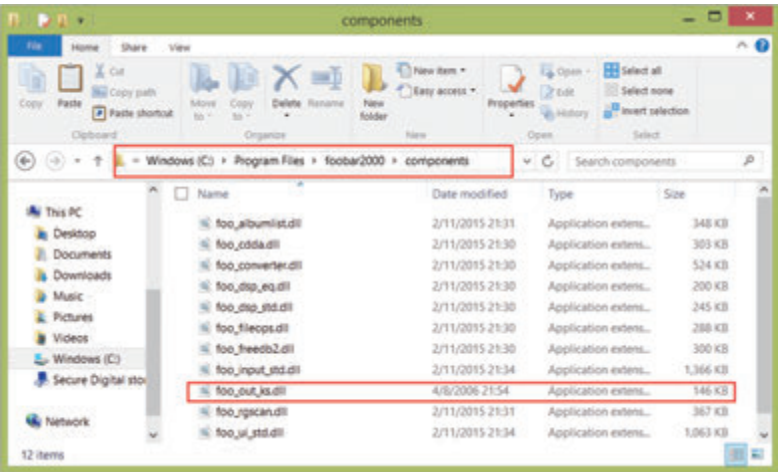 components
File Home Share View
Copy
Paste
Cut
Copy path
Paste shortcut
Move to
Copy to
Delete
Rename
New folder
New item
Easy access
Properties
Open
Edit
History
Select all
Select none
Invert selection
Clipboard Organize New Open Select
Windows (C:) Program Files foobar2000 components
Search components
Name Date modified Type Size
This PC
Desktop
Documents
Downloads
Music
Pictures
Videos
Windows (C:)
Secure Digital stor
Network
foo_albumlist.dll 2/11/2015 21:31 Application extens... 348 KB
foo_cdda.dll 2/11/2015 21:30 Application extens... 303 KB
foo_converter.dll 2/11/2015 21:30 Application extens... 524 KB
foo_dsp_eq.dll 2/11/2015 21:30 Application extens... 200 KB
foo_dsp_std.dll 2/11/2015 21:30 Application extens... 245 KB
foo_fileops.dll 2/11/2015 21:30 Application extens... 288 KB
foo_freedb2.dll 2/11/2015 21:30 Application extens... 300 KB
foo_input_std.dll 2/11/2015 21:34 Application extens... 1,366 KB
foo_out_ks.dll 4/8/2006 21:54 Application extens... 146 KB
foo_rgscan.dll 2/11/2015 21:31 Application extens... 367 KB
foo_ui_std.dll 2/11/2015 21:34 Application extens... 1,063 KB
12 items